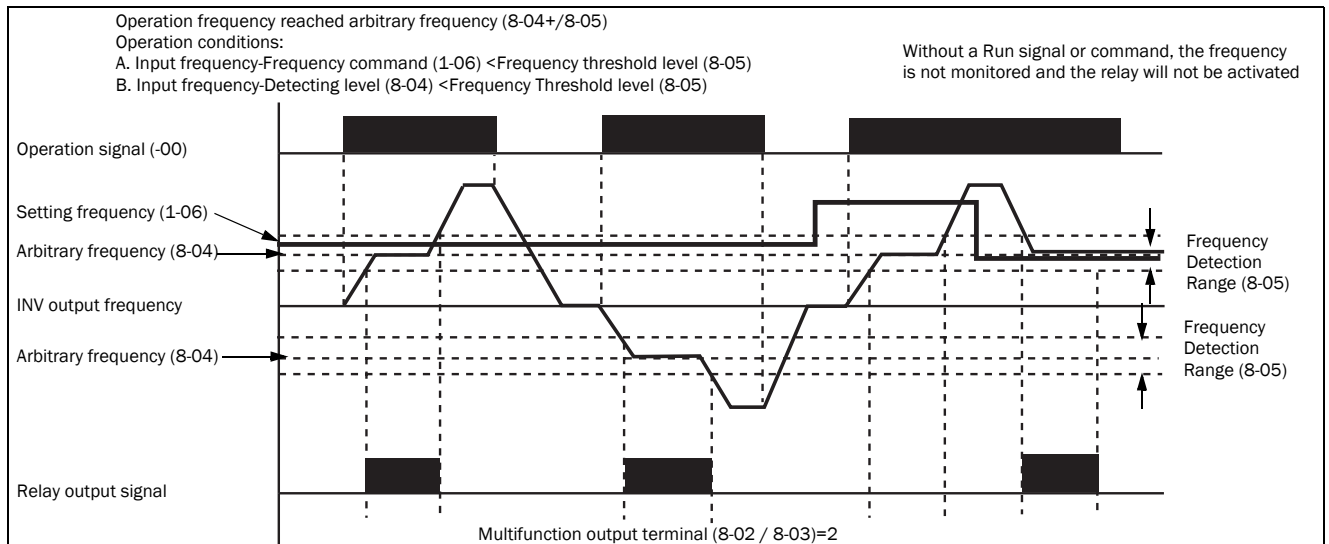 Operation frequency reached arbitrary frequency (8-04+/8-05)
Operation conditions:
A. Input frequency-Frequency command (1-06) <Frequency threshold level (8-05)
B. Input frequency-Detecting level (8-04) <Frequency Threshold level (8-05)
Without a Run signal or command, the frequency
is not monitored and the relay will not be activated
Operation signal (-00)
Setting frequency (1-06)
Arbitrary frequency (8-04)
INV output frequency
Arbitrary frequency (8-04)
Frequency
Detection
Range (8-05)
Frequency
Detection
Range (8-05)
Relay output signal
Multifunction output terminal (8-02 / 8-03)=2